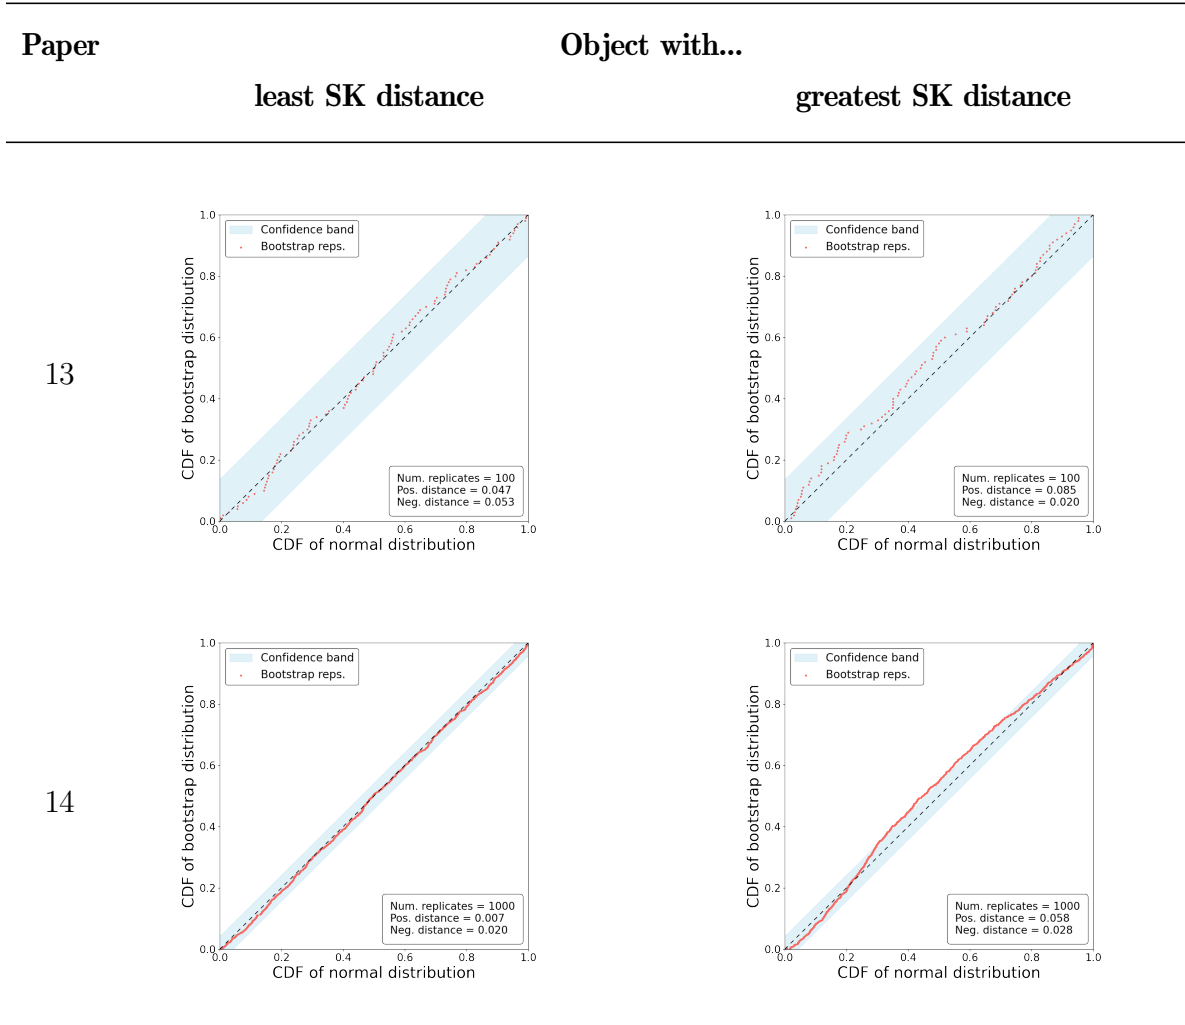 Paper
Object with...
least SK distance
greatest SK distance
13
1.0
0.8
0.6
0.4
0.2
0.0
CDF of bootstrap distribution
Confidence band
Bootstrap reps.
Num. replicates = 100
Pos. distance = 0.047
Neg. distance = 0.053
0.0 0.2 0.4 0.6 0.8 1.0
CDF of normal distribution
1.0
0.8
0.6
0.4
0.2
0.0
CDF of bootstrap distribution
Confidence band
Bootstrap reps.
Num. replicates = 100
Pos. distance = 0.085
Neg. distance = 0.020
0.0 0.2 0.4 0.6 0.8 1.0
CDF of normal distribution
14
1.0
0.8
0.6
0.4
0.2
0.0
CDF of bootstrap distribution
Confidence band
Bootstrap reps.
Num. replicates = 1000
Pos. distance = 0.007
Neg. distance = 0.020
0.0 0.2 0.4 0.6 0.8 1.0
CDF of normal distribution
1.0
0.8
0.6
0.4
0.2
0.0
CDF of bootstrap distribution
Confidence band
Bootstrap reps.
Num. replicates = 1000
Pos. distance = 0.058
Neg. distance = 0.028
0.0 0.2 0.4 0.6 0.8 1.0
CDF of normal distribution